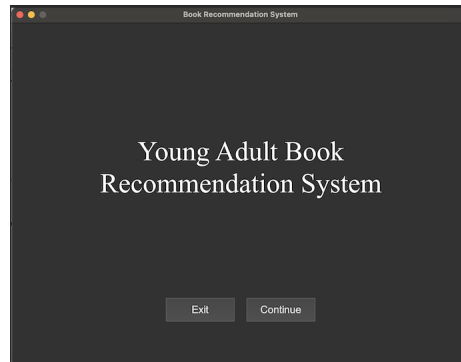 Book Recommendation System
Young Adult Book
Recommendation System
Exit
Continue